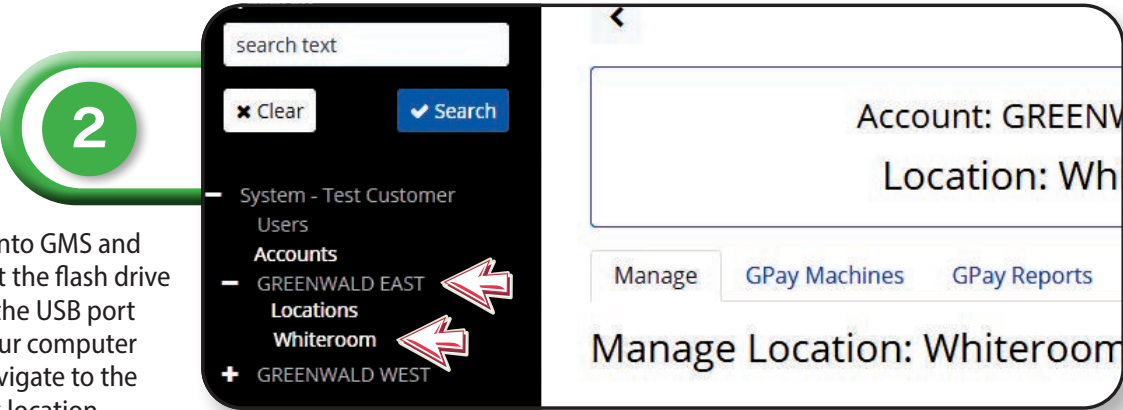 2
nto GMS and
t the flash drive
the USB port
ur computer
vigate to the
location
search text
Clear
Search
System - Test Customer
Users
Accounts
GREENWALD EAST
Locations
Whiteroom
GREENWALD WEST
Account: GREENW
Location: Wh
Manage GPay Machines GPay Reports
Manage Location: Whiteroom